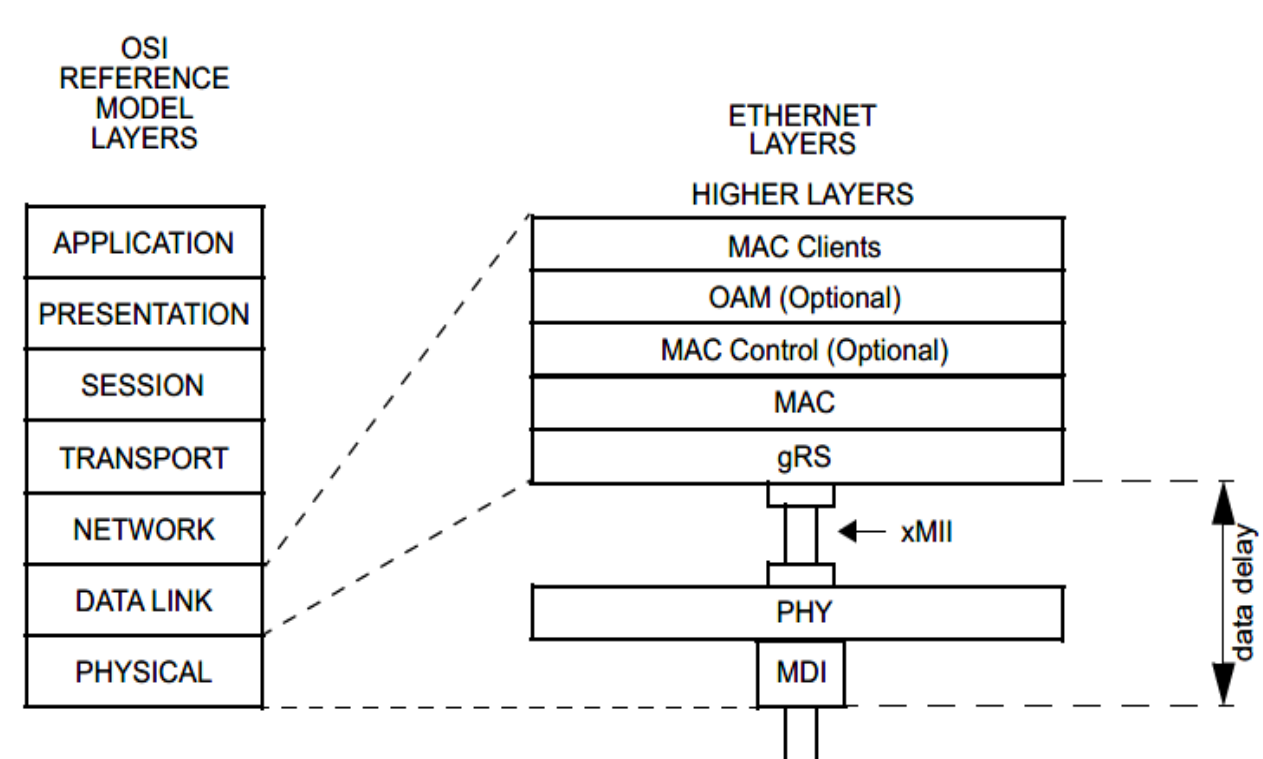 OSI
REFERENCE
MODEL
LAYERS
APPLICATION
PRESENTATION
SESSION
TRANSPORT
NETWORK
DATA LINK
PHYSICAL
ETHERNET
LAYERS
HIGHER LAYERS
MAC Clients
OAM (Optional)
MAC Control (Optional)
MAC
gRS
xMII
PHY
MDI
data delay